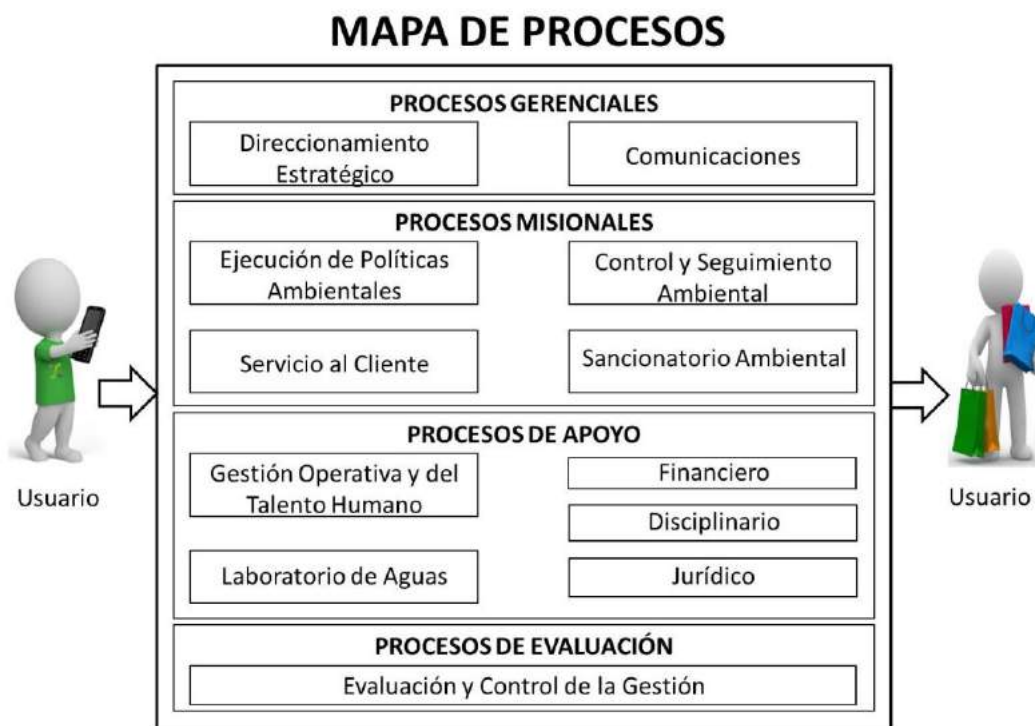 MAPA DE PROCESOS
PROCESOS GERENCIALES
Direccionamiento
Estratégico
Comunicaciones
PROCESOS MISIONALES
Ejecución de Políticas
Ambientales
Control y Seguimiento
Ambiental
Servicio al Cliente
Sancionatorio Ambiental
PROCESOS DE APOYO
Gestión Operativa y del
Talento Humano
Financiero
Disciplinario
Laboratorio de Aguas
Jurídico
PROCESOS DE EVALUACIÓN
Evaluación y Control de la Gestión
Usuario
Usuario